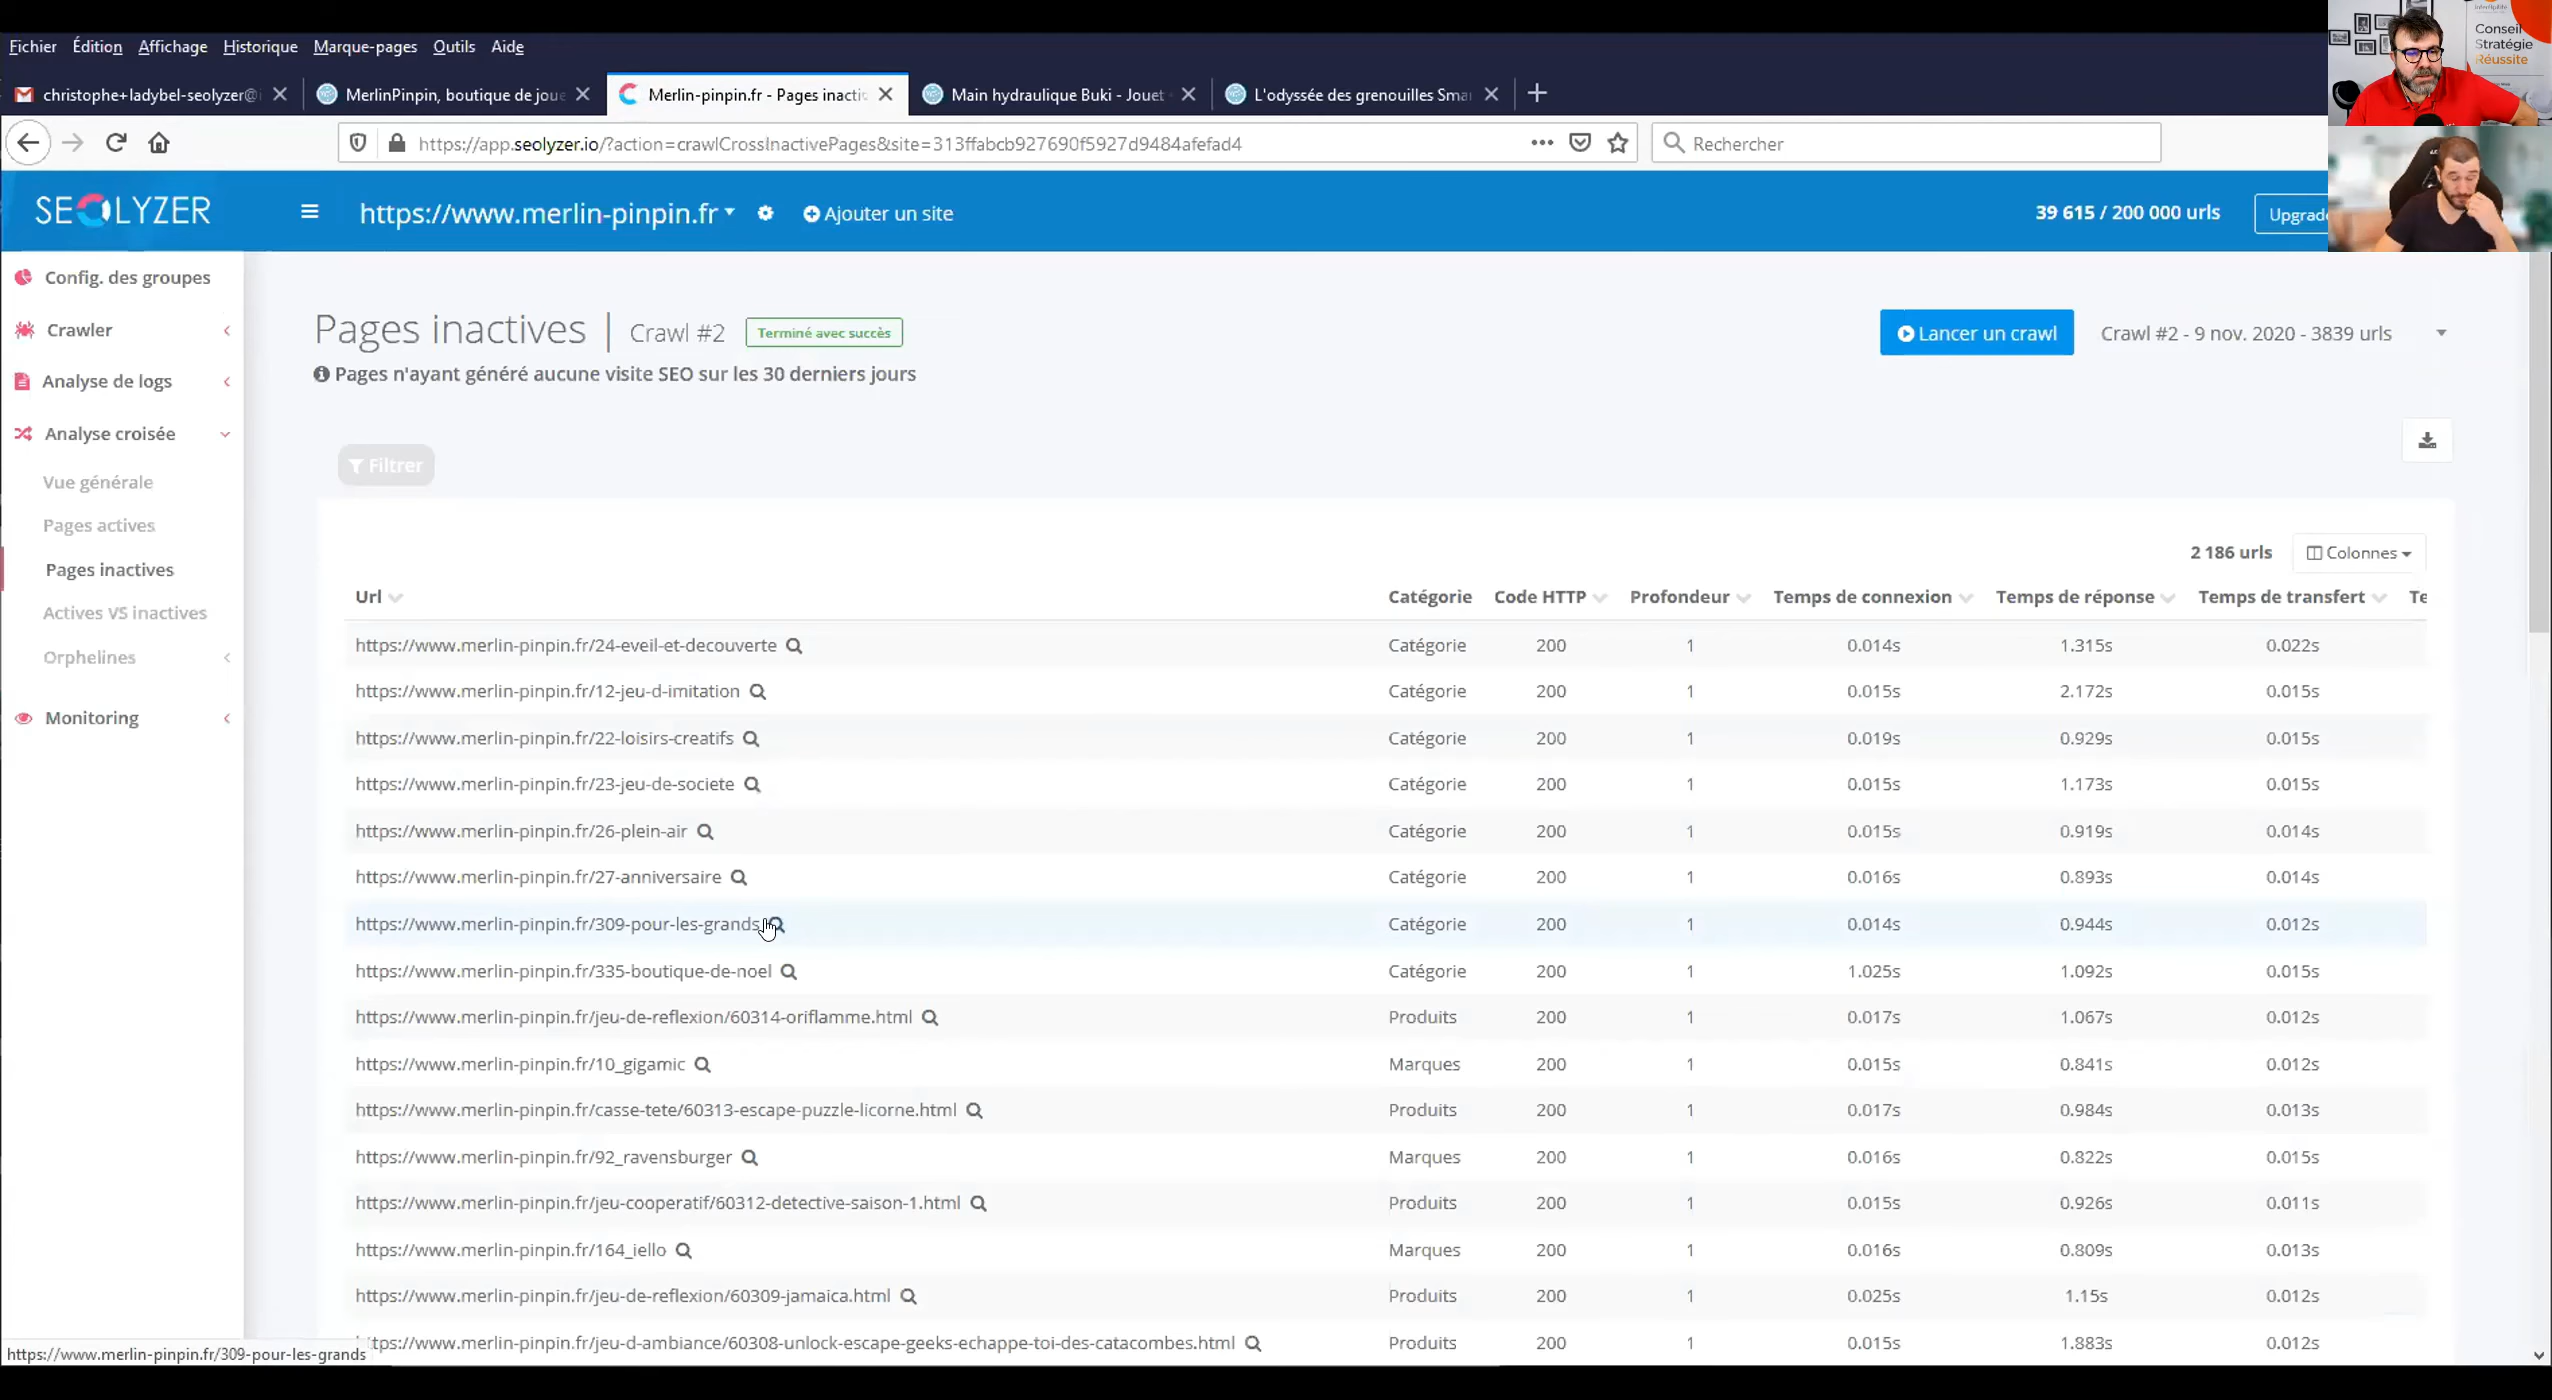 Fichier Édition Affichage Historique Marque-pages Outils Aide
christophe+ladybel-seolyzer@
MerlinPinpin, boutique de joue
Merlin-pinpin.fr - Pages inacti
Main hydraulique Buki - Jouet
L'odyssée des grenouilles Smar
https://app.seolyzer.io/?action=crawlCrossInactivePages&site=313ffabcb927690f5927d9484afefad4
Rechercher
Conseil
Stratégie
Réussite
SEOLYZER
https://www.merlin-pinpin.fr
Ajouter un site
39 615 / 200 000 urls
Upgrad
Config. des groupes
Crawler
Analyse de logs
Analyse croisée
Vue générale
Pages actives
Pages inactives
Actives VS inactives
Orphelines
Monitoring
Pages inactives | Crawl #2 Terminé avec succès
Pages n'ayant généré aucune visite SEO sur les 30 derniers jours
Lancer un crawl
Crawl #2 - 9 nov. 2020 - 3839 urls
Filtrer
2 186 urls Colonnes
Url Catégorie Code HTTP Profondeur Temps de connexion Temps de réponse Temps de transfert Te
https://www.merlin-pinpin.fr/24-eveil-et-decouverte Catégorie 200 1 0.014s 1.315s 0.022s
https://www.merlin-pinpin.fr/12-jeu-d-imitation Catégorie 200 1 0.015s 2.172s 0.015s
https://www.merlin-pinpin.fr/22-loisirs-creatifs Catégorie 200 1 0.019s 0.929s 0.015s
https://www.merlin-pinpin.fr/23-jeu-de-societe Catégorie 200 1 0.015s 1.173s 0.015s
https://www.merlin-pinpin.fr/26-plein-air Catégorie 200 1 0.015s 0.919s 0.014s
https://www.merlin-pinpin.fr/27-anniversaire Catégorie 200 1 0.016s 0.893s 0.014s
https://www.merlin-pinpin.fr/309-pour-les-grands Catégorie 200 1 0.014s 0.944s 0.012s
https://www.merlin-pinpin.fr/335-boutique-de-noel Catégorie 200 1 1.025s 1.092s 0.015s
https://www.merlin-pinpin.fr/jeu-de-reflexion/60314-oriflamme.html Produits 200 1 0.017s 1.067s 0.012s
https://www.merlin-pinpin.fr/10_gigamic Marques 200 1 0.015s 0.841s 0.012s
https://www.merlin-pinpin.fr/casse-tete/60313-escape-puzzle-licorne.html Produits 200 1 0.017s 0.984s 0.013s
https://www.merlin-pinpin.fr/92_ravensburger Marques 200 1 0.016s 0.822s 0.015s
https://www.merlin-pinpin.fr/jeu-cooperatif/60312-detective-saison-1.html Produits 200 1 0.015s 0.926s 0.011s
https://www.merlin-pinpin.fr/164_iello Marques 200 1 0.016s 0.809s 0.013s
https://www.merlin-pinpin.fr/jeu-de-reflexion/60309-jamaica.html Produits 200 1 0.025s 1.15s 0.012s
tps://www.merlin-pinpin.fr/jeu-d-ambiance/60308-unlock-escape-geeks-echappe-toi-des-catacombes.html Produits 200 1 0.015s 1.883s 0.012s
https://www.merlin-pinpin.fr/309-pour-les-grands